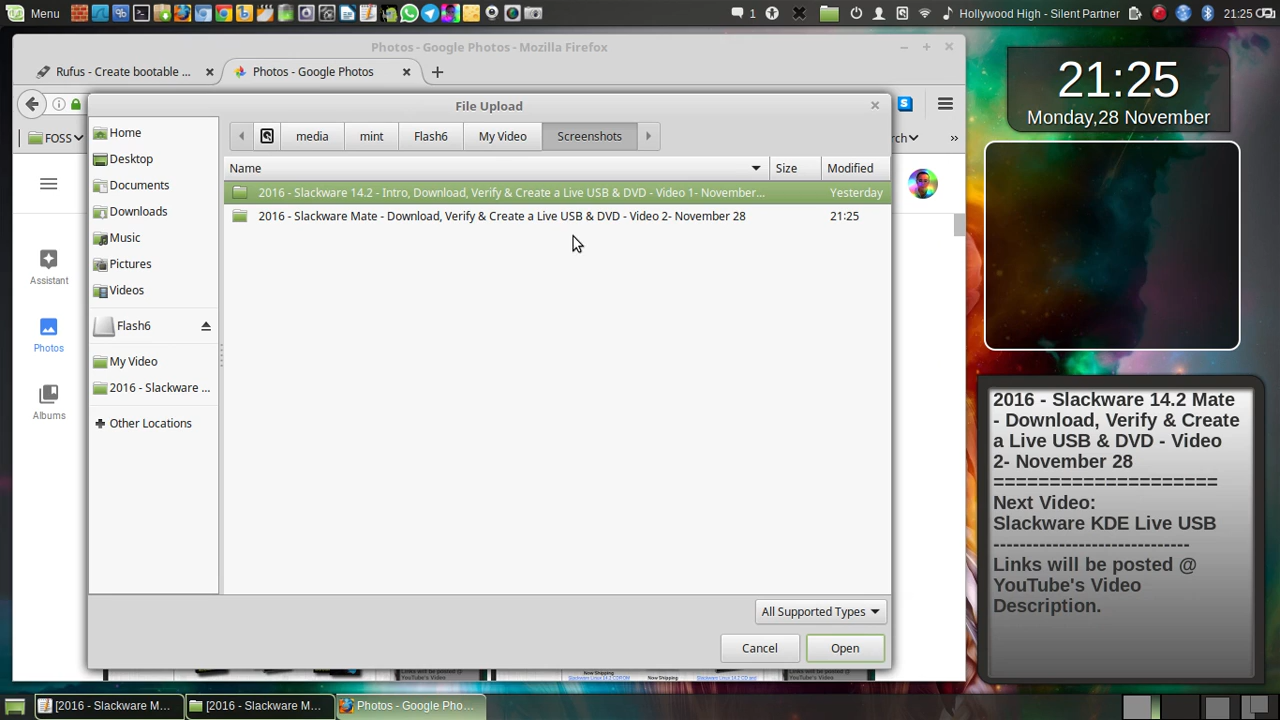 Menu
1
Hollywood High - Silent Partner
21:25
Photos - Google Photos - Mozilla Firefox
Rufus - Create bootable ...
Photos - Google Photos
FOSS
rch
File Upload
media
mint
Flash6
My Video
Screenshots
Home
Desktop
Documents
Downloads
Music
Pictures
Videos
Flash6
My Video
2016 - Slackware ...
Other Locations
Name
Size
Modified
2016 - Slackware 14.2 - Intro, Download, Verify & Create a Live USB & DVD - Video 1- November...
Yesterday
2016 - Slackware Mate - Download, Verify & Create a Live USB & DVD - Video 2- November 28
21:25
Assistant
Photos
Albums
All Supported Types
Cancel
Open
21:25
Monday,28 November
2016 - Slackware 14.2 Mate
- Download, Verify & Create
a Live USB & DVD - Video
2- November 28
====================
Next Video:
Slackware KDE Live USB
------------------------------
Links will be posted @
YouTube's Video
Description.
[2016 - Slackware M...
[2016 - Slackware M...
Photos - Google Pho...